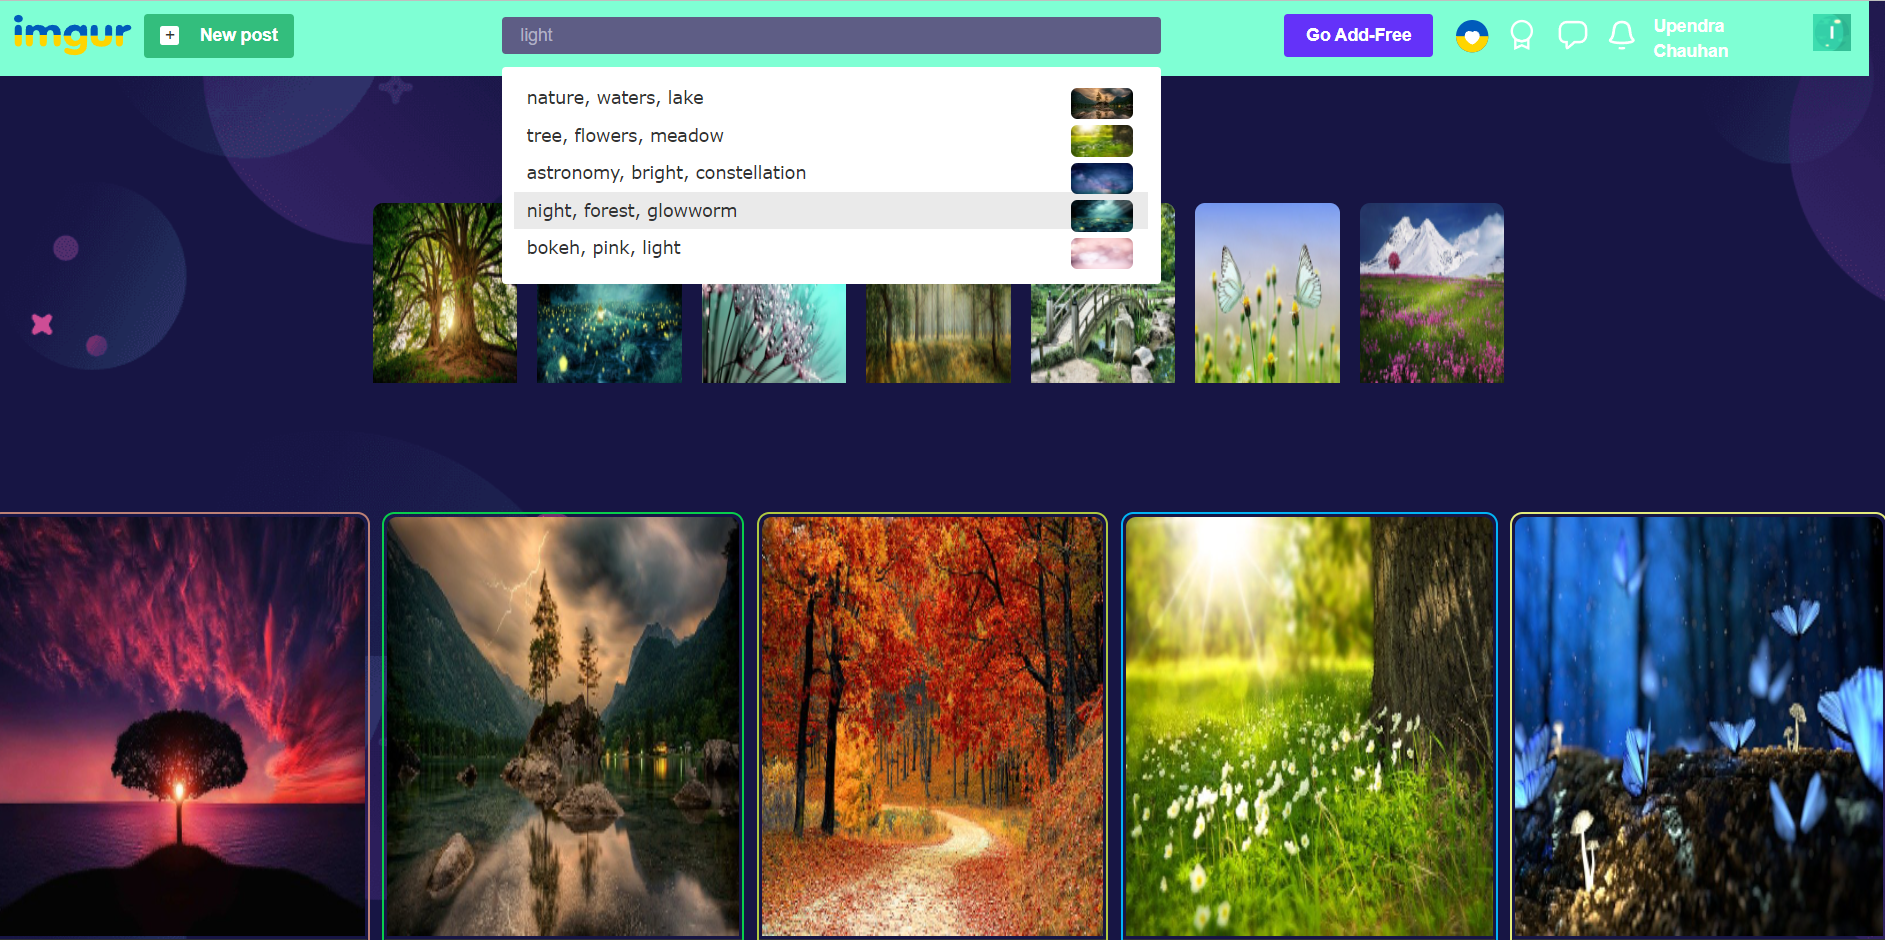 imgur
+ New post
light
Go Add-Free
Upendra
Chauhan
I
nature, waters, lake
tree, flowers, meadow
astronomy, bright, constellation
night, forest, glowworm
bokeh, pink, light